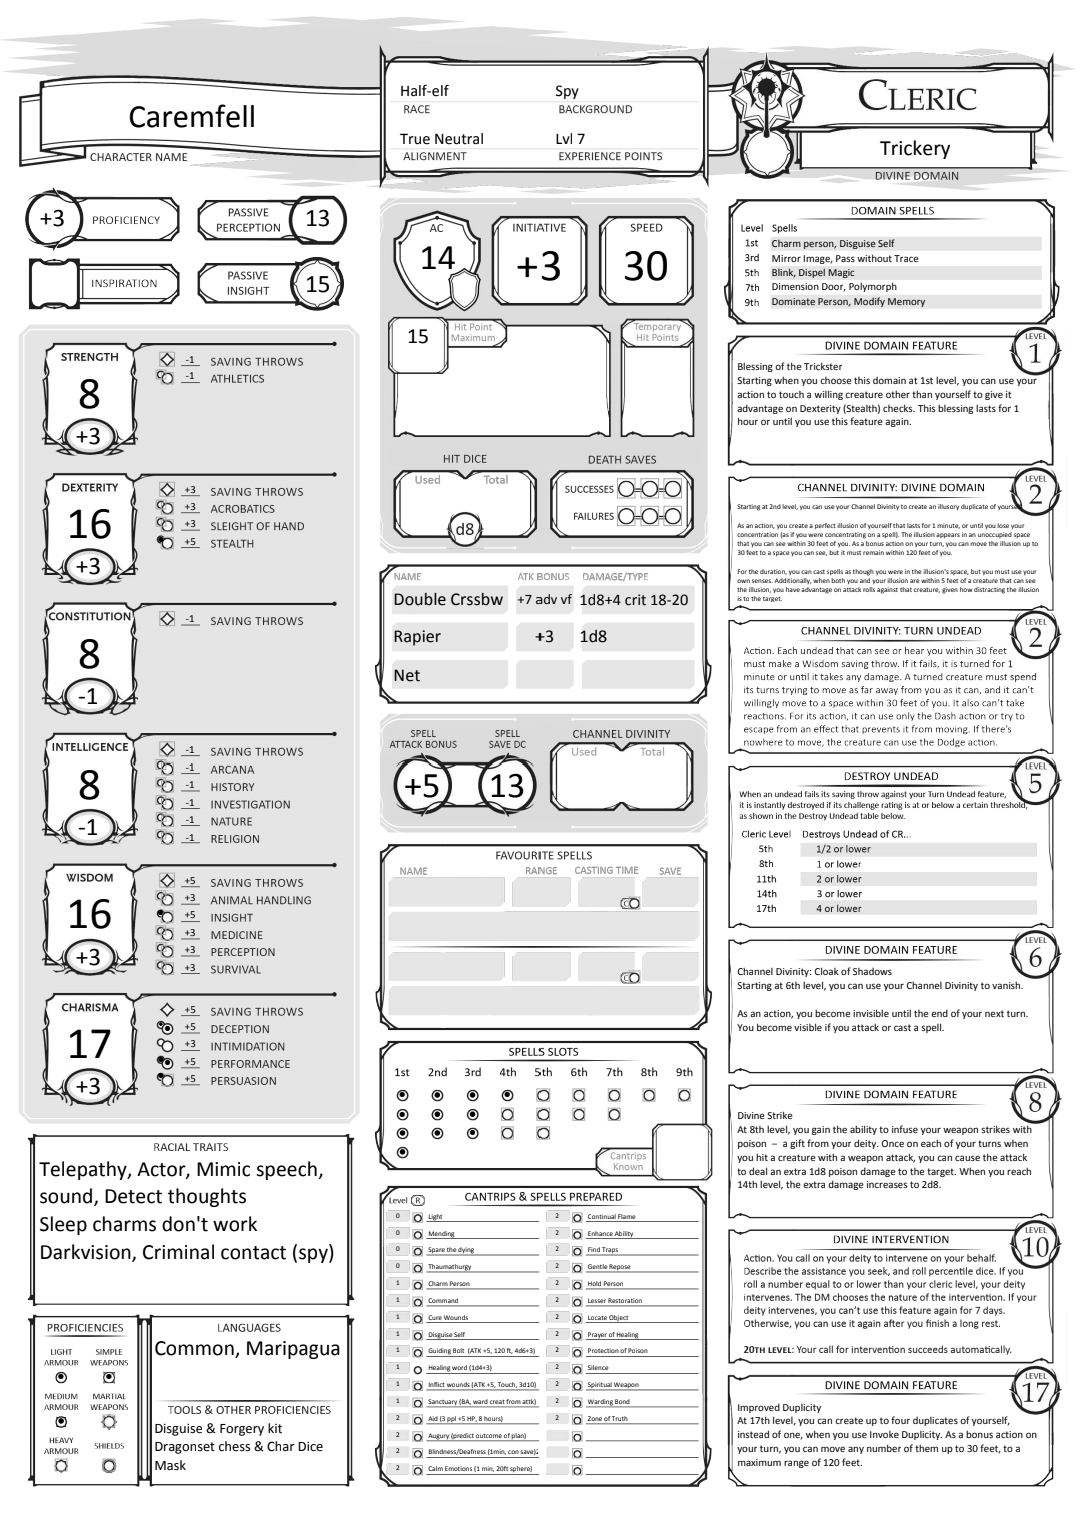 Caremfell
CHARACTER NAME
Half-elf
RACE
Spy
BACKGROUND
True Neutral
ALIGNMENT
Lvl 7
EXPERIENCE POINTS
CLERIC
Trickery
DIVINE DOMAIN
+3 PROFICIENCY
PASSIVE PERCEPTION 13
INSPIRATION
PASSIVE INSIGHT 15
STRENGTH
8
+3
-1 SAVING THROWS
-1 ATHLETICS
DEXTERITY
16
+3
+3 SAVING THROWS
+3 ACROBATICS
+3 SLEIGHT OF HAND
+5 STEALTH
CONSTITUTION
8
-1
-1 SAVING THROWS
INTELLIGENCE
8
-1
-1 SAVING THROWS
-1 ARCANA
-1 HISTORY
-1 INVESTIGATION
-1 NATURE
-1 RELIGION
WISDOM
16
+3
+5 SAVING THROWS
+3 ANIMAL HANDLING
+5 INSIGHT
+3 MEDICINE
+3 PERCEPTION
+3 SURVIVAL
CHARISMA
17
+3
+5 SAVING THROWS
+5 DECEPTION
+3 INTIMIDATION
+5 PERFORMANCE
+5 PERSUASION
RACIAL TRAITS
Telepathy, Actor, Mimic speech,
sound, Detect thoughts
Sleep charms don't work
Darkvision, Criminal contact (spy)
PROFICIENCIES
LIGHT ARMOUR
SIMPLE WEAPONS
MEDIUM ARMOUR
MARTIAL WEAPONS
HEAVY ARMOUR
SHIELDS
LANGUAGES
Common, Maripagua
TOOLS & OTHER PROFICIENCIES
Disguise & Forgery kit
Dragonset chess & Char Dice
Mask
AC
14
INITIATIVE
+3
SPEED
30
15
Hit Point Maximum
Temporary Hit Points
HIT DICE
Used Total
d8
DEATH SAVES
SUCCESSES
FAILURES
NAME ATK BONUS DAMAGE/TYPE
Double Crssbw +7 adv vf 1d8+4 crit 18-20
Rapier +3 1d8
Net
SPELL ATTACK BONUS
+5
SPELL SAVE DC
13
CHANNEL DIVINITY
Used Total
FAVOURITE SPELLS
NAME RANGE CASTING TIME SAVE
C
C
SPELLS SLOTS
1st 2nd 3rd 4th 5th 6th 7th 8th 9th
Cantrips Known
CANTRIPS & SPELLS PREPARED
Level R
0 Light
0 Mending
0 Spare the dying
0 Thaumathurgy
1 Charm Person
1 Command
1 Cure Wounds
1 Disguise Self
1 Guiding Bolt (ATK +5, 120 ft, 4d6+3)
1 Healing word (1d4+3)
1 Inflict wounds (ATK +5, Touch, 3d10)
1 Sanctuary (BA, ward creat from attk)
2 Aid (3 ppl +5 HP, 8 hours)
2 Augury (predict outcome of plan)
2 Blindness/Deafness (1min, con save)
2 Calm Emotions (1 min, 20ft sphere)
2 Continual Flame
2 Enhance Ability
2 Find Traps
2 Gentle Repose
2 Hold Person
2 Lesser Restoration
2 Locate Object
2 Prayer of Healing
2 Protection of Poison
2 Silence
2 Spiritual Weapon
2 Warding Bond
2 Zone of Truth
DOMAIN SPELLS
Level Spells
1st Charm person, Disguise Self
3rd Mirror Image, Pass without Trace
5th Blink, Dispel Magic
7th Dimension Door, Polymorph
9th Dominate Person, Modify Memory
DIVINE DOMAIN FEATURE
LEVEL 1
Blessing of the Trickster
Starting when you choose this domain at 1st level, you can use your
action to touch a willing creature other than yourself to give it
advantage on Dexterity (Stealth) checks. This blessing lasts for 1
hour or until you use this feature again.
CHANNEL DIVINITY: DIVINE DOMAIN
LEVEL 2
Starting at 2nd level, you can use your Channel Divinity to create an illusory duplicate of yourself.
As an action, you create a perfect illusion of yourself that lasts for 1 minute, or until you lose your
concentration (as if you were concentrating on a spell). The illusion appears in an unoccupied space
that you can see within 30 feet of you. As a bonus action on your turn, you can move the illusion up to
30 feet to a space you can see, but it must remain within 120 feet of you.
For the duration, you can cast spells as though you were in the illusion's space, but you must use your
own senses. Additionally, when both you and your illusion are within 5 feet of a creature that can see
the illusion, you have advantage on attack rolls against that creature, given how distracting the illusion
is to the target.
CHANNEL DIVINITY: TURN UNDEAD
LEVEL 2
Action. Each undead that can see or hear you within 30 feet
must make a Wisdom saving throw. If it fails, it is turned for 1
minute or until it takes any damage. A turned creature must spend
its turns trying to move as far away from you as it can, and it can't
willingly move to a space within 30 feet of you. It also can't take
reactions. For its action, it can use only the Dash action or try to
escape from an effect that prevents it from moving. If there's
nowhere to move, the creature can use the Dodge action.
DESTROY UNDEAD
LEVEL 5
When an undead fails its saving throw against your Turn Undead feature,
it is instantly destroyed if its challenge rating is at or below a certain threshold,
as shown in the Destroy Undead table below.
Cleric Level Destroys Undead of CR...
5th 1/2 or lower
8th 1 or lower
11th 2 or lower
14th 3 or lower
17th 4 or lower
DIVINE DOMAIN FEATURE
LEVEL 6
Channel Divinity: Cloak of Shadows
Starting at 6th level, you can use your Channel Divinity to vanish.
As an action, you become invisible until the end of your next turn.
You become visible if you attack or cast a spell.
DIVINE DOMAIN FEATURE
LEVEL 8
Divine Strike
At 8th level, you gain the ability to infuse your weapon strikes with
poison – a gift from your deity. Once on each of your turns when
you hit a creature with a weapon attack, you can cause the attack
to deal an extra 1d8 poison damage to the target. When you reach
14th level, the extra damage increases to 2d8.
DIVINE INTERVENTION
LEVEL 10
Action. You call on your deity to intervene on your behalf.
Describe the assistance you seek, and roll percentile dice. If you
roll a number equal to or lower than your cleric level, your deity
intervenes. The DM chooses the nature of the intervention. If your
deity intervenes, you can't use this feature again for 7 days.
Otherwise, you can use it again after you finish a long rest.
20TH LEVEL: Your call for intervention succeeds automatically.
DIVINE DOMAIN FEATURE
LEVEL 17
Improved Duplicity
At 17th level, you can create up to four duplicates of yourself,
instead of one, when you use Invoke Duplicity. As a bonus action on
your turn, you can move any number of them up to 30 feet, to a
maximum range of 120 feet.